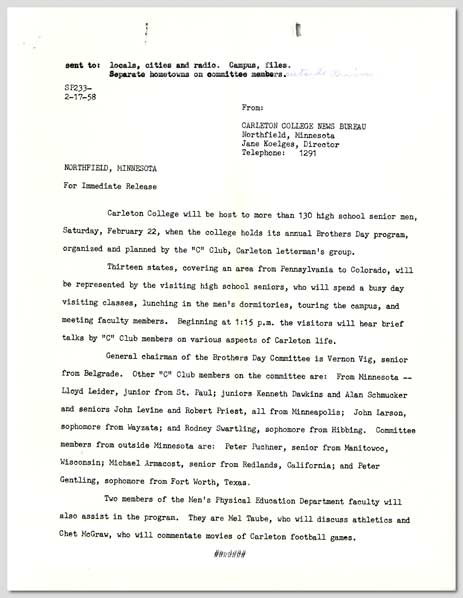 sent to: locals, cities and radio. Campus, files.
Separate hometowns on committee members. outside
SP233-
2-17-58
From:
CARLETON COLLEGE NEWS BUREAU
Northfield, Minnesota
Jane Koelges, Director
Telephone: 1291
NORTHFIELD, MINNESOTA
For Immediate Release
Carleton College will be host to more than 130 high school senior men,
Saturday, February 22, when the college holds its annual Brothers Day program,
organized and planned by the "C" Club, Carleton letterman's group.
Thirteen states, covering an area from Pennsylvania to Colorado, will
be represented by the visiting high school seniors, who will spend a busy day
visiting classes, lunching in the men's dormitories, touring the campus, and
meeting faculty members. Beginning at 1:15 p.m. the visitors will hear brief
talks by "C" Club members on various aspects of Carleton life.
General chairman of the Brothers Day Committee is Vernon Vig, senior
from Belgrade. Other "C" Club members on the committee are: From Minnesota --
Lloyd Leider, junior from St. Paul; juniors Kenneth Dawkins and Alan Schmucker
and seniors John Levine and Robert Priest, all from Minneapolis; John Larson,
sophomore from Wayzata; and Rodney Swartling, sophomore from Hibbing. Committee
members from outside Minnesota are: Peter Puchner, senior from Manitowoc,
Wisconsin; Michael Armacost, senior from Redlands, California; and Peter
Gentling, sophomore from Fort Worth, Texas.
Two members of the Men's Physical Education Department faculty will
also assist in the program. They are Mel Taube, who will discuss athletics and
Chet McGraw, who will commentate movies of Carleton football games.